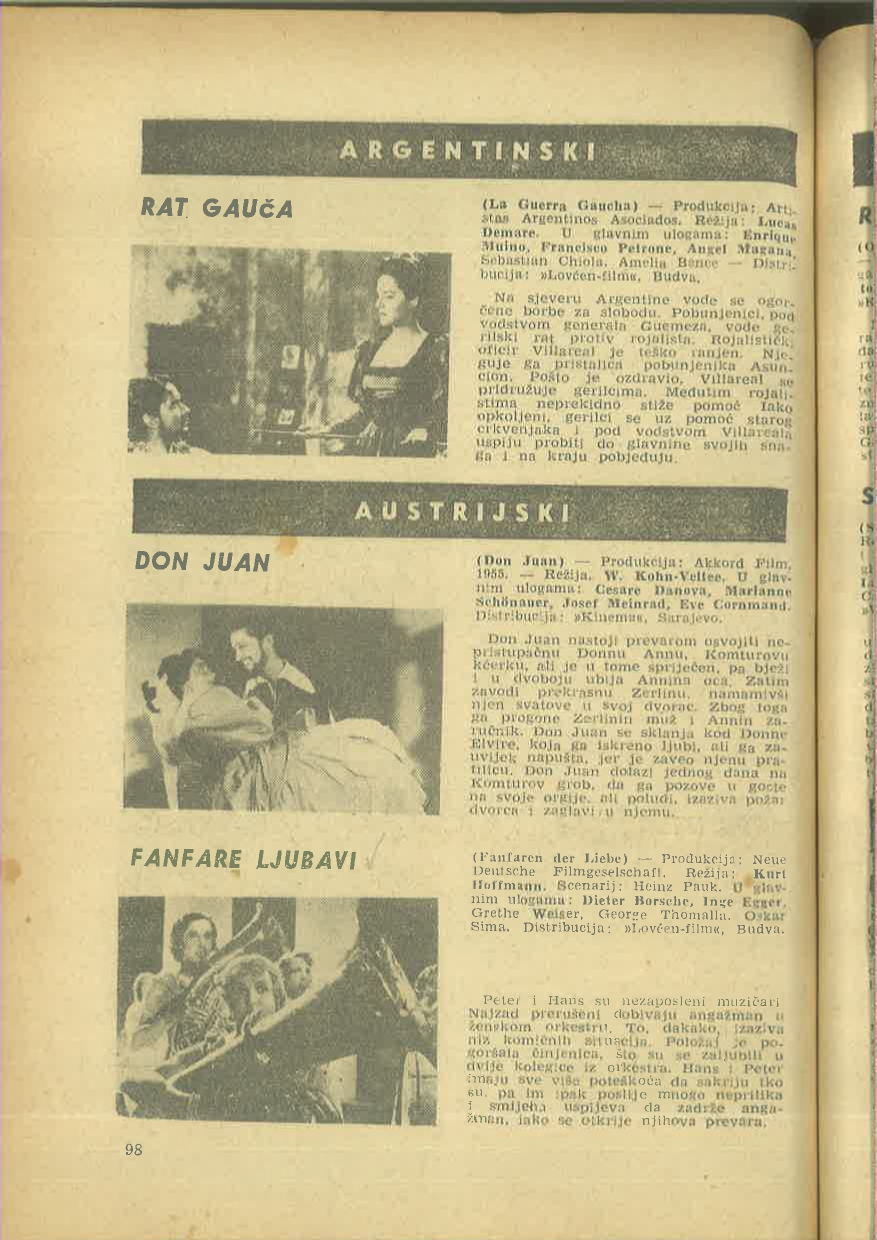 ARGENTINSKI
RAT GAUČA
(La Guerra Gaucha) — Produkcija: Arti-
stas Argentinos Asociados. Režija: Lucas
Demare. U glavnim ulogama: Enrique
Muino, Francisco Petrone, Angel Magana,
Sebastian Chiola, Amelia Bence — Distri-
bucija: »Lovćen-film«, Budva.
Na sjeveru Argentine vode se ogor-
čene borbe za slobodu. Pobunjenici, pod
vodstvom generala Guemeza, vode ge-
rilski rat protiv rojalista. Rojalistički
oficir Villareal je teško ranjen. Nje-
guje ga pristalica pobunjenika Asun-
cion. Pošto je ozdravio, Villareal se
pridružuje gerilcima. Međutim rojali-
stima neprekidno stiže pomoć Iako
opkoljeni, gerilci se uz pomoć starog
crkvenjaka i pod vodstvom Villareala
uspiju probiti do glavnine svojih sna-
ga i na kraju pobjeđuju.
AUSTRIJSKI
DON JUAN
(Don Juan) — Produkcija: Akkord Film,
1955. — Režija, W. Kohn-Veltee. U glav-
nim ulogama: Cesare Danova, Marianne
Schönauer, Josef Meinrad, Eve Cornmand.
Distribucija: »Kinema«, Sarajevo.
Don Juan nastoji prevarom osvojiti ne-
pristupačnu Donnu Annu, Komturovu
kćerku, ali je u tome spriječen, pa bježi
i u dvoboju ubija Annina oca. Zatim
zavodi prekrasnu Zerlinu, namamivši
njen svatove u svoj dvorac. Zbog toga
ga progone Zerlinin muž i Annin za-
ručnik. Don Juan se sklanja kod Donne
Elvire, koja ga iskreno ljubi, ali ga za-
uvijek napušta, jer je zaveo njenu pra-
tilicu. Don Juan dolazi jednog dana na
Komturov grob, da ga pozove u goste
na svoje orgije, ali poludi, izaziva požar
dvorca i zaglavi u njemu.
FANFARE LJUBAVI
(Fanfaren der Liebe) — Produkcija: Neue
Deutsche Filmgeselschaft. Režija: Kurt
Hoffmann. Scenarij: Heinz Pauk. U glav-
nim ulogama: Dieter Borsche, Inge Egger,
Grethe Weiser, George Thomalla. Oskar
Sima. Distribucija: »Lovćen-film«, Budva.
Peter i Hans su nezaposleni muzičari
Najzad prerušeni dobivaju angažman u
ženskom orkestru. To, dakako, izaziva
niz komičnih situacija. Položaj je po-
goršala činjenica, što su se zaljubili u
dvije kolegice iz orkestra. Hans i Peter
imaju sve više poteškoća da sakriju tko
su, pa im ipak poslije mnogo neprilika
i smijeha uspijeva da zadrže anga-
žman, iako se otkrije njihova prevara.
98